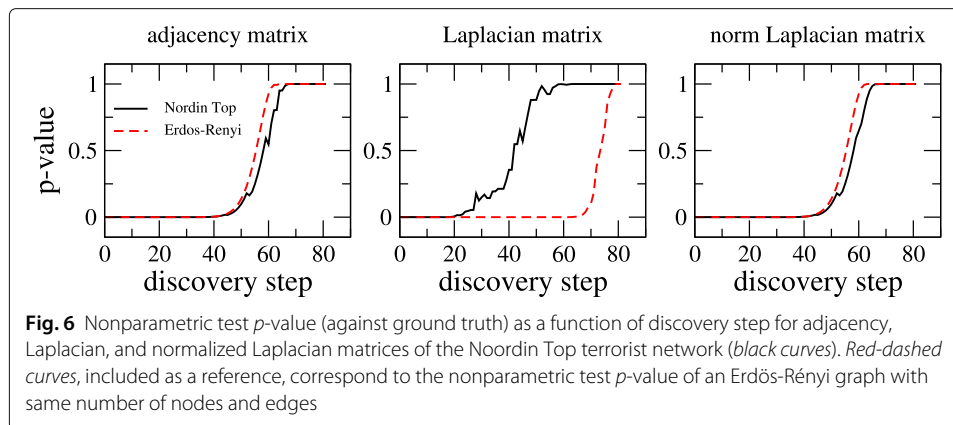 adjacency matrix
Laplacian matrix
norm Laplacian matrix
p-value
1
0.5
0
Nordin Top
Erdos-Renyi
0 20 40 60 80
discovery step
1
0.5
0
0 20 40 60 80
discovery step
1
0.5
0
0 20 40 60 80
discovery step
Fig. 6 Nonparametric test p-value (against ground truth) as a function of discovery step for adjacency,
Laplacian, and normalized Laplacian matrices of the Noordin Top terrorist network (black curves). Red-dashed
curves, included as a reference, correspond to the nonparametric test p-value of an Erdös-Rényi graph with
same number of nodes and edges